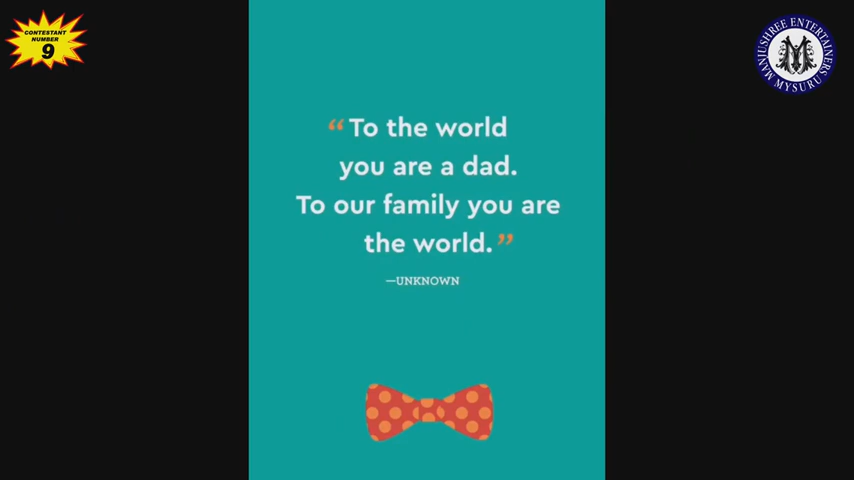 CONTESTANT
NUMBER
9
MANJUSHREE ENTERTAINERS
MYSURU
M
“To the world
you are a dad.
To our family you are
the world.”
—UNKNOWN